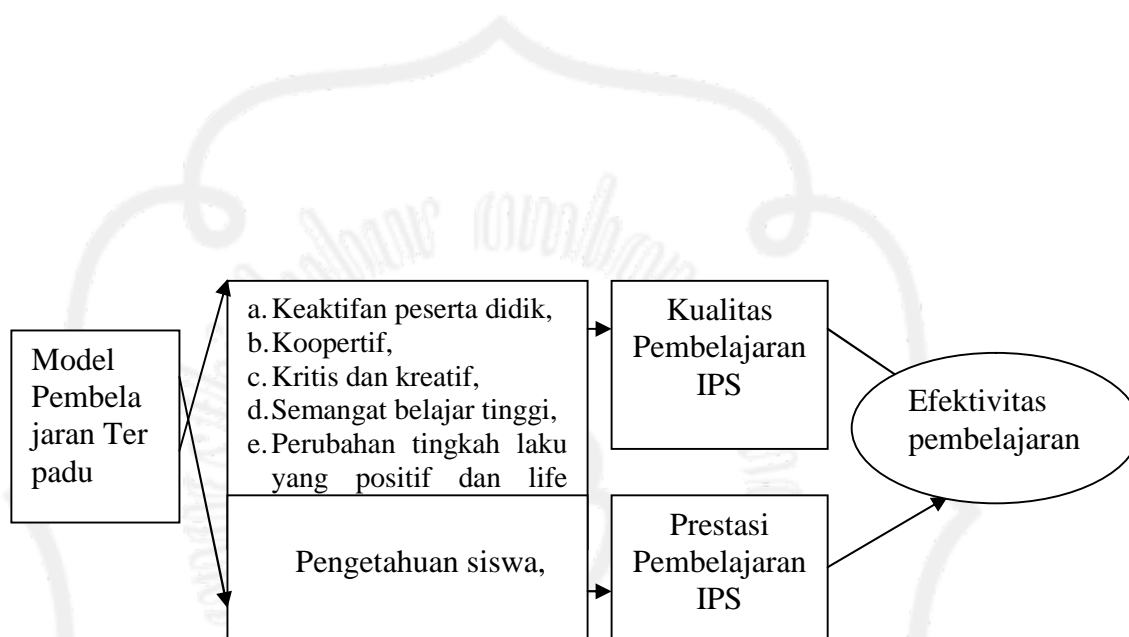 Model
Pembela
jaran Ter
padu
a. Keaktifan peserta didik,
b. Koopertif,
c. Kritis dan kreatif,
d. Semangat belajar tinggi,
e. Perubahan tingkah laku
yang positif dan life
Pengetahuan siswa,
Kualitas
Pembelajaran
IPS
Prestasi
Pembelajaran
IPS
Efektivitas
pembelajaran